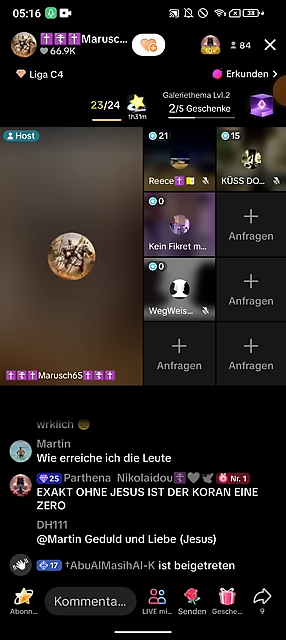 05:16
38
✝️☦️✝️Marusc...
66.9K
84
Liga C4
Erkunden >
23/24
1h31m
Galeriethema Lvl.2
2/5 Geschenke
Host
21
15
Reece✝️
KÜSS DO...
0
Kein Fikret m...
Anfragen
0
WegWeis...
Anfragen
Anfragen
Anfragen
✝️✝️✝️Marusch65✝️✝️✝️
wrklich 😞
Martin
Wie erreiche ich die Leute
25 Parthena Nikolaidou☦️🖤🕊 Nr. 1
EXAKT OHNE JESUS IST DER KORAN EINE
ZERO
DH111
@Martin Geduld und Liebe (Jesus)
17 †AbuAlMasihAl-K ist beigetreten
Kommenta...
Abonn...
LIVE mi...
Senden
Gesche...
9